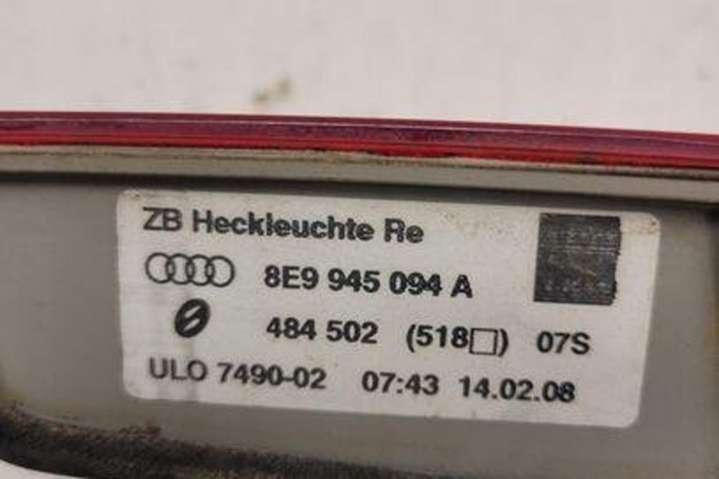 ZB Heckleuchte Re
8E9 945 094 A
484 502 (518□) 07S
ULO 7490-02 07:43 14.02.08